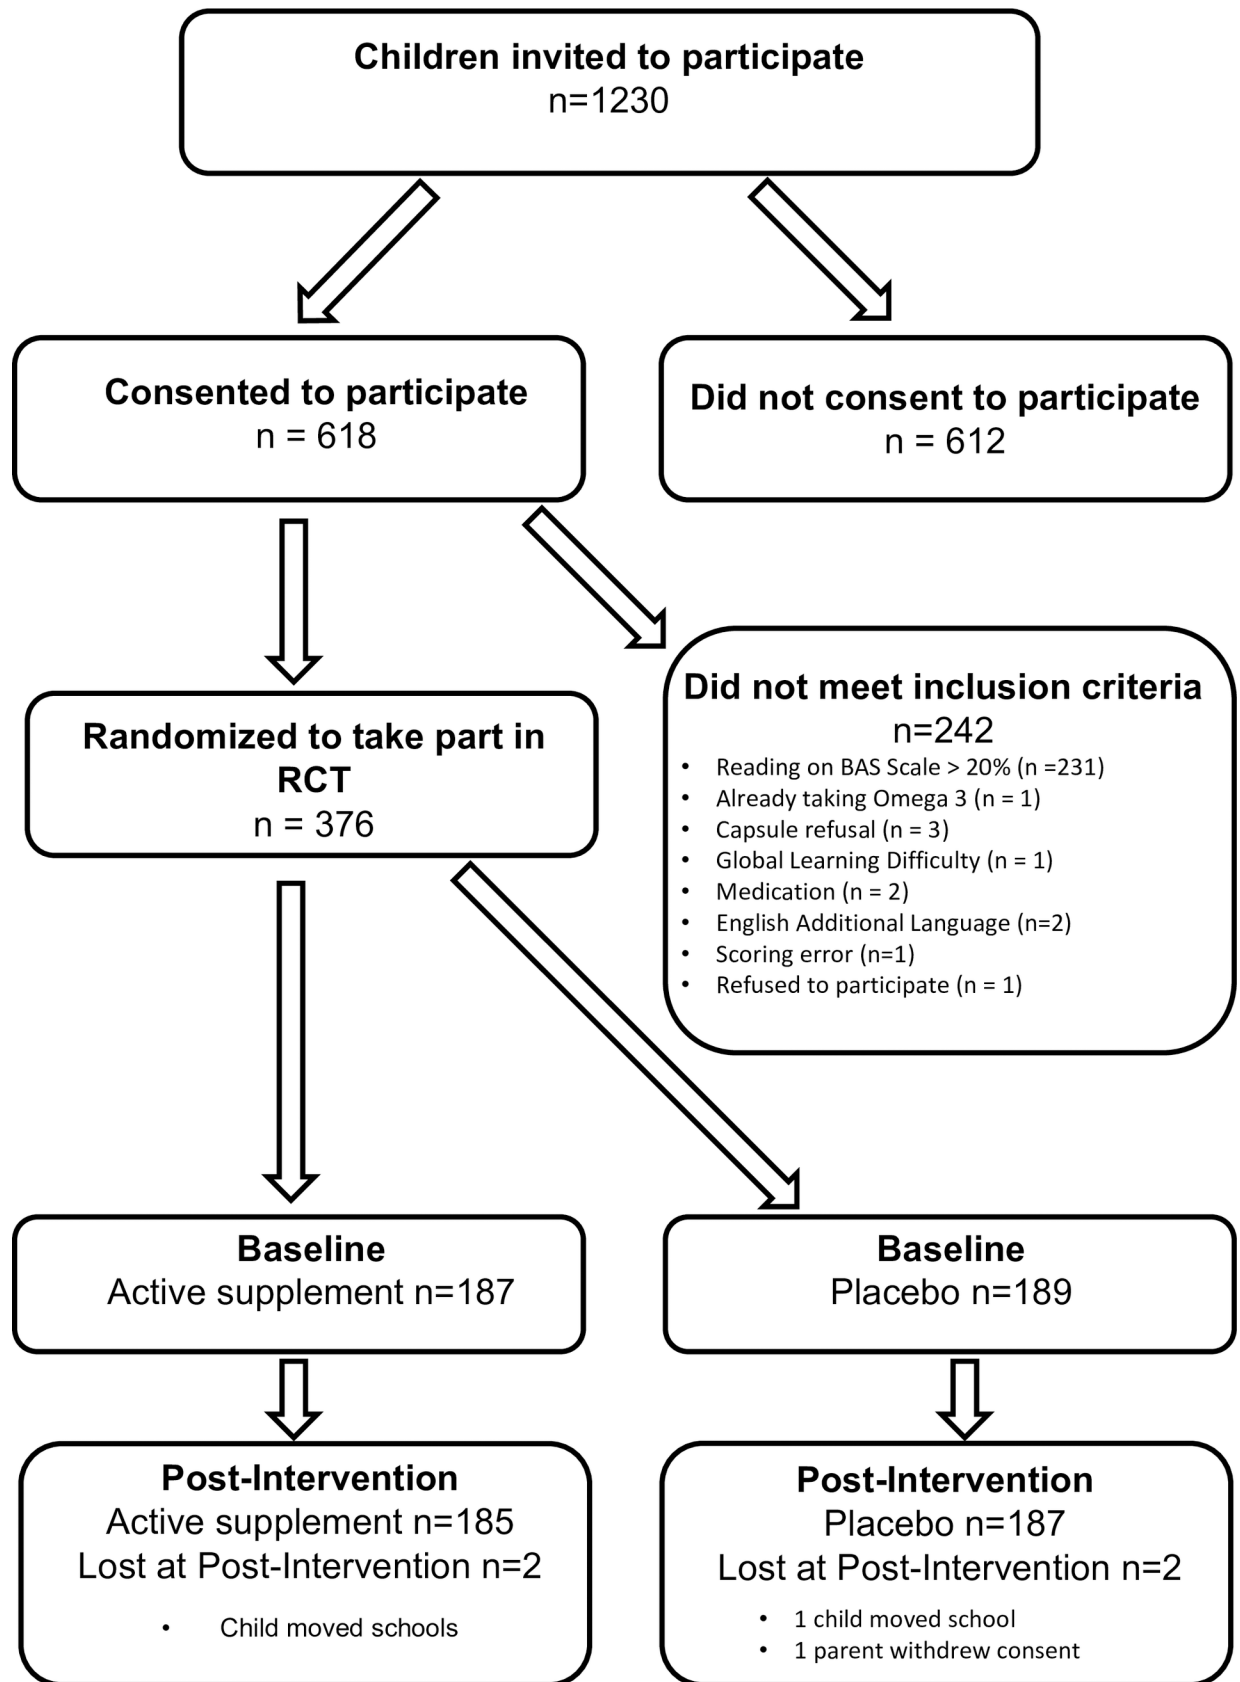 Children invited to participate
n=1230
Consented to participate
n = 618
Did not consent to participate
n = 612
Randomized to take part in
RCT
n = 376
Did not meet inclusion criteria
n=242
• Reading on BAS Scale > 20% (n =231)
• Already taking Omega 3 (n = 1)
• Capsule refusal (n = 3)
• Global Learning Difficulty (n = 1)
• Medication (n = 2)
• English Additional Language (n=2)
• Scoring error (n=1)
• Refused to participate (n = 1)
Baseline
Active supplement n=187
Baseline
Placebo n=189
Post-Intervention
Active supplement n=185
Lost at Post-Intervention n=2
• Child moved schools
Post-Intervention
Placebo n=187
Lost at Post-Intervention n=2
• 1 child moved school
• 1 parent withdrew consent